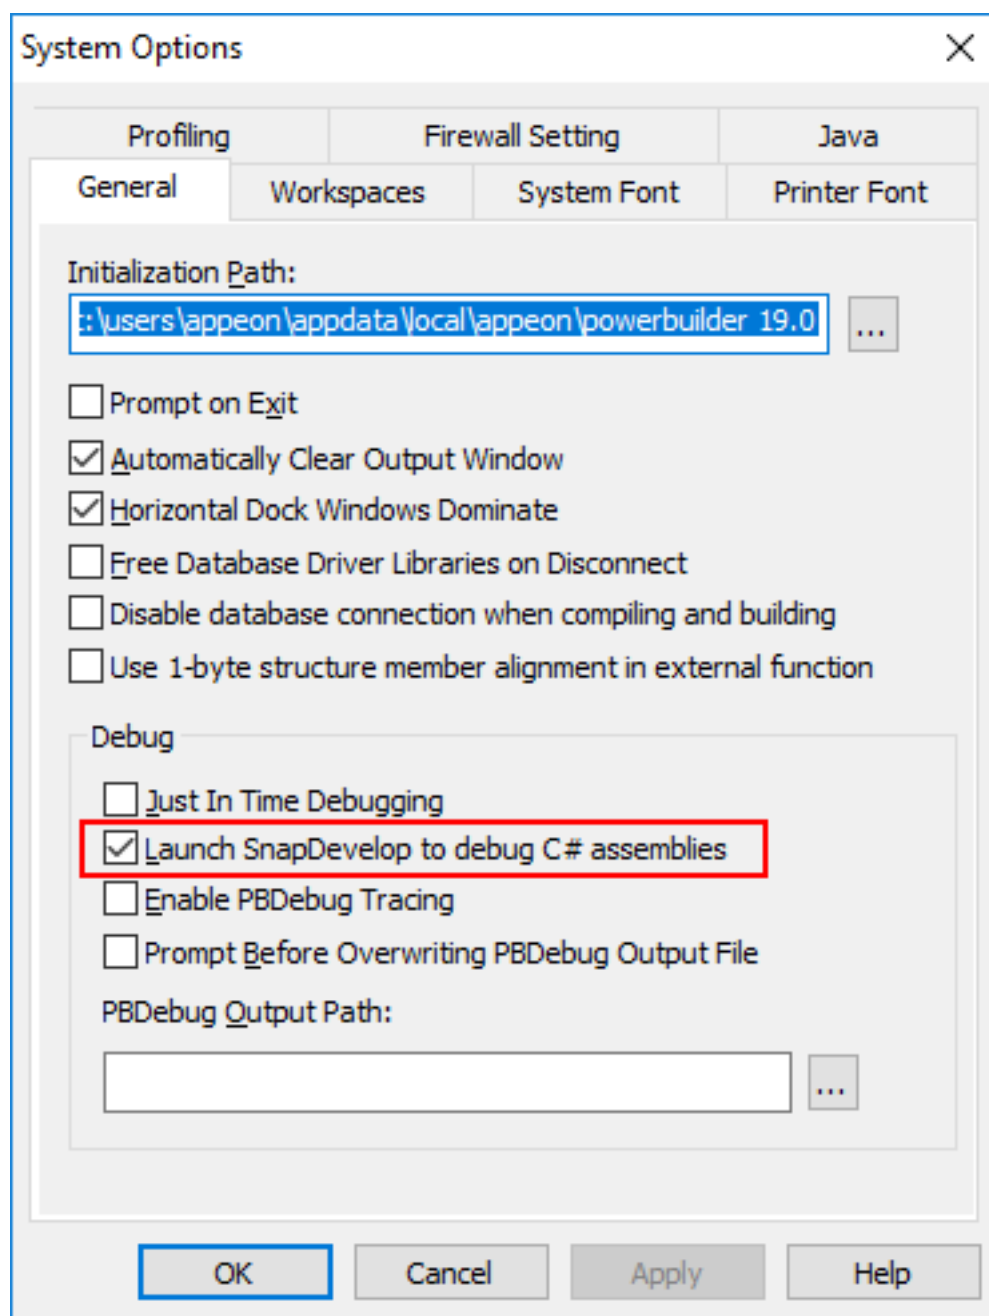 System Options
Profiling Firewall Setting Java
General Workspaces System Font Printer Font
Initialization Path:
:\users\appeon\appdata\local\appeon\powerbuilder 19.0 ...
Prompt on Exit
Automatically Clear Output Window
Horizontal Dock Windows Dominate
Free Database Driver Libraries on Disconnect
Disable database connection when compiling and building
Use 1-byte structure member alignment in external function
Debug
Just In Time Debugging
Launch SnapDevelop to debug C# assemblies
Enable PBDebug Tracing
Prompt Before Overwriting PBDebug Output File
PBDebug Output Path:
...
OK Cancel Apply Help